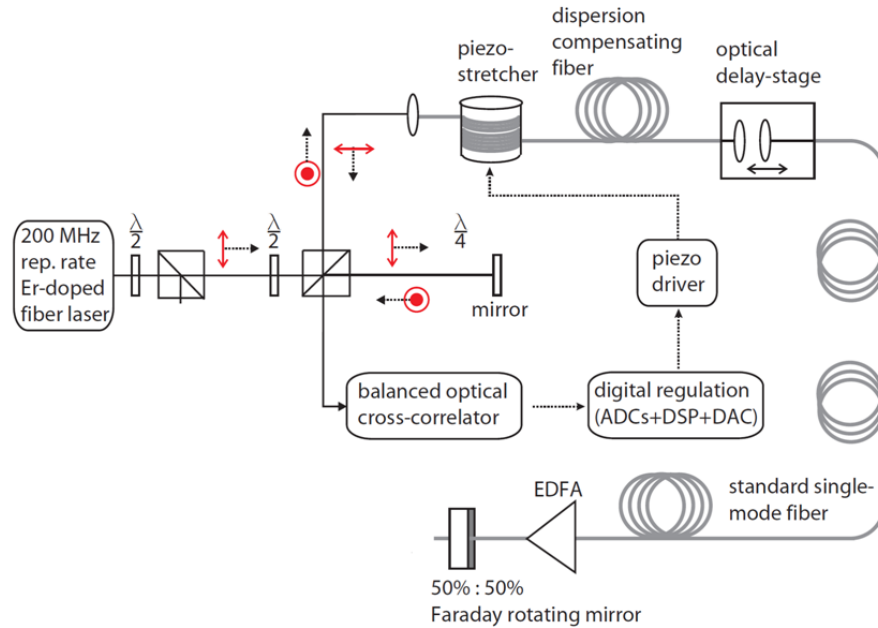 dispersion
compensating
fiber
piezo-
stretcher
optical
delay-stage
200 MHz
rep. rate
Er-doped
fiber laser
λ
2
λ
2
λ
4
mirror
piezo
driver
balanced optical
cross-correlator
digital regulation
(ADCs+DSP+DAC)
EDFA
standard single-
mode fiber
50% : 50%
Faraday rotating mirror